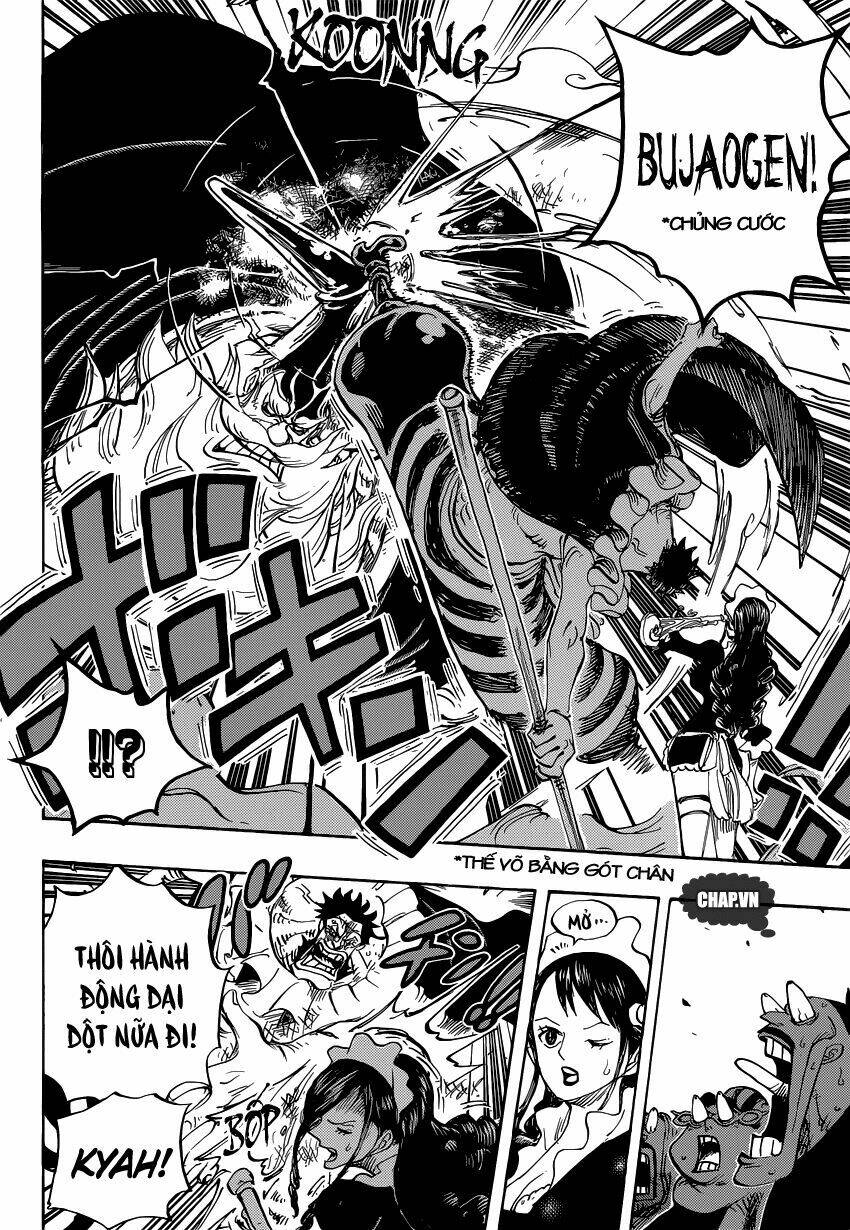 KOONNG
BUJAOGEN!
*CHỦNG CƯỚC
!!?
*THẾ VÕ BẰNG GÓT CHÂN
CHAP.VN
MỞ...
THÔI HÀNH
ĐỘNG DẠI
DỘT NỮA ĐI!
BỐP
KYAH!